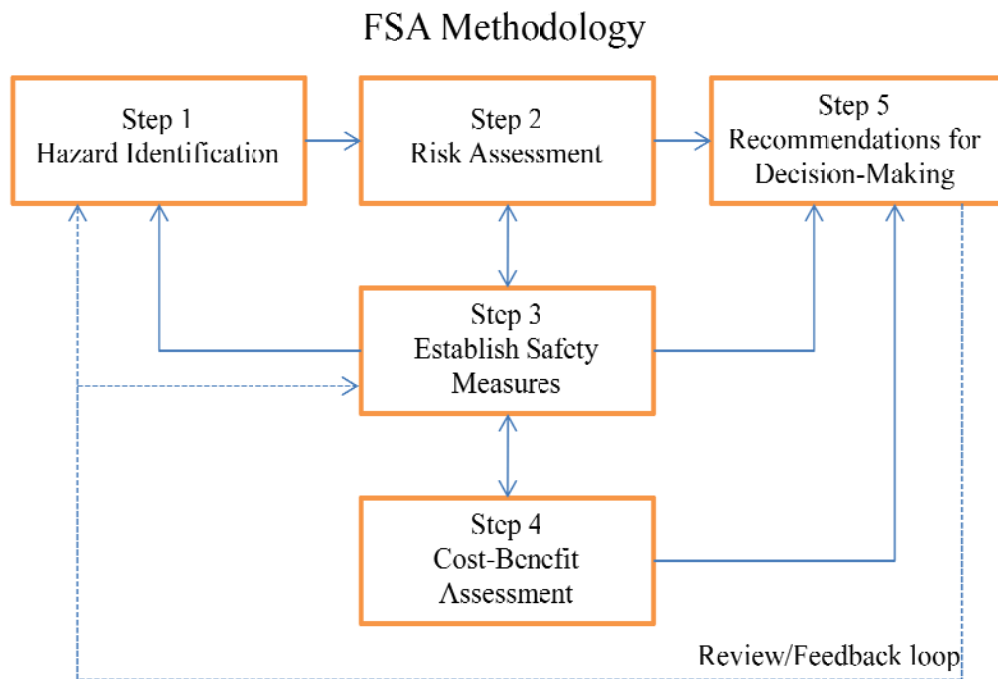 FSA Methodology
Step 1
Hazard Identification
Step 2
Risk Assessment
Step 5
Recommendations for
Decision-Making
Step 3
Establish Safety
Measures
Step 4
Cost-Benefit
Assessment
Review/Feedback loop